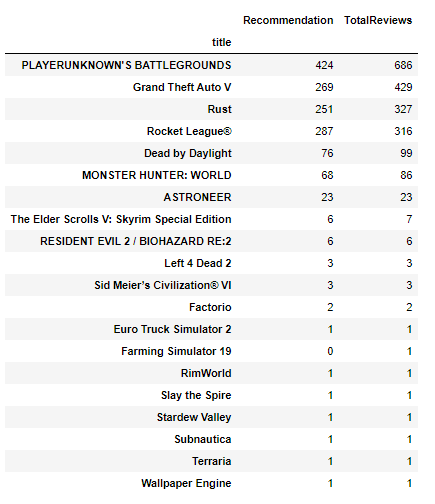 Recommendation TotalReviews
title
PLAYERUNKNOWN'S BATTLEGROUNDS 424 686
Grand Theft Auto V 269 429
Rust 251 327
Rocket League® 287 316
Dead by Daylight 76 99
MONSTER HUNTER: WORLD 68 86
ASTRONEER 23 23
The Elder Scrolls V: Skyrim Special Edition 6 7
RESIDENT EVIL 2 / BIOHAZARD RE:2 6 6
Left 4 Dead 2 3 3
Sid Meier’s Civilization® VI 3 3
Factorio 2 2
Euro Truck Simulator 2 1 1
Farming Simulator 19 0 1
RimWorld 1 1
Slay the Spire 1 1
Stardew Valley 1 1
Subnautica 1 1
Terraria 1 1
Wallpaper Engine 1 1